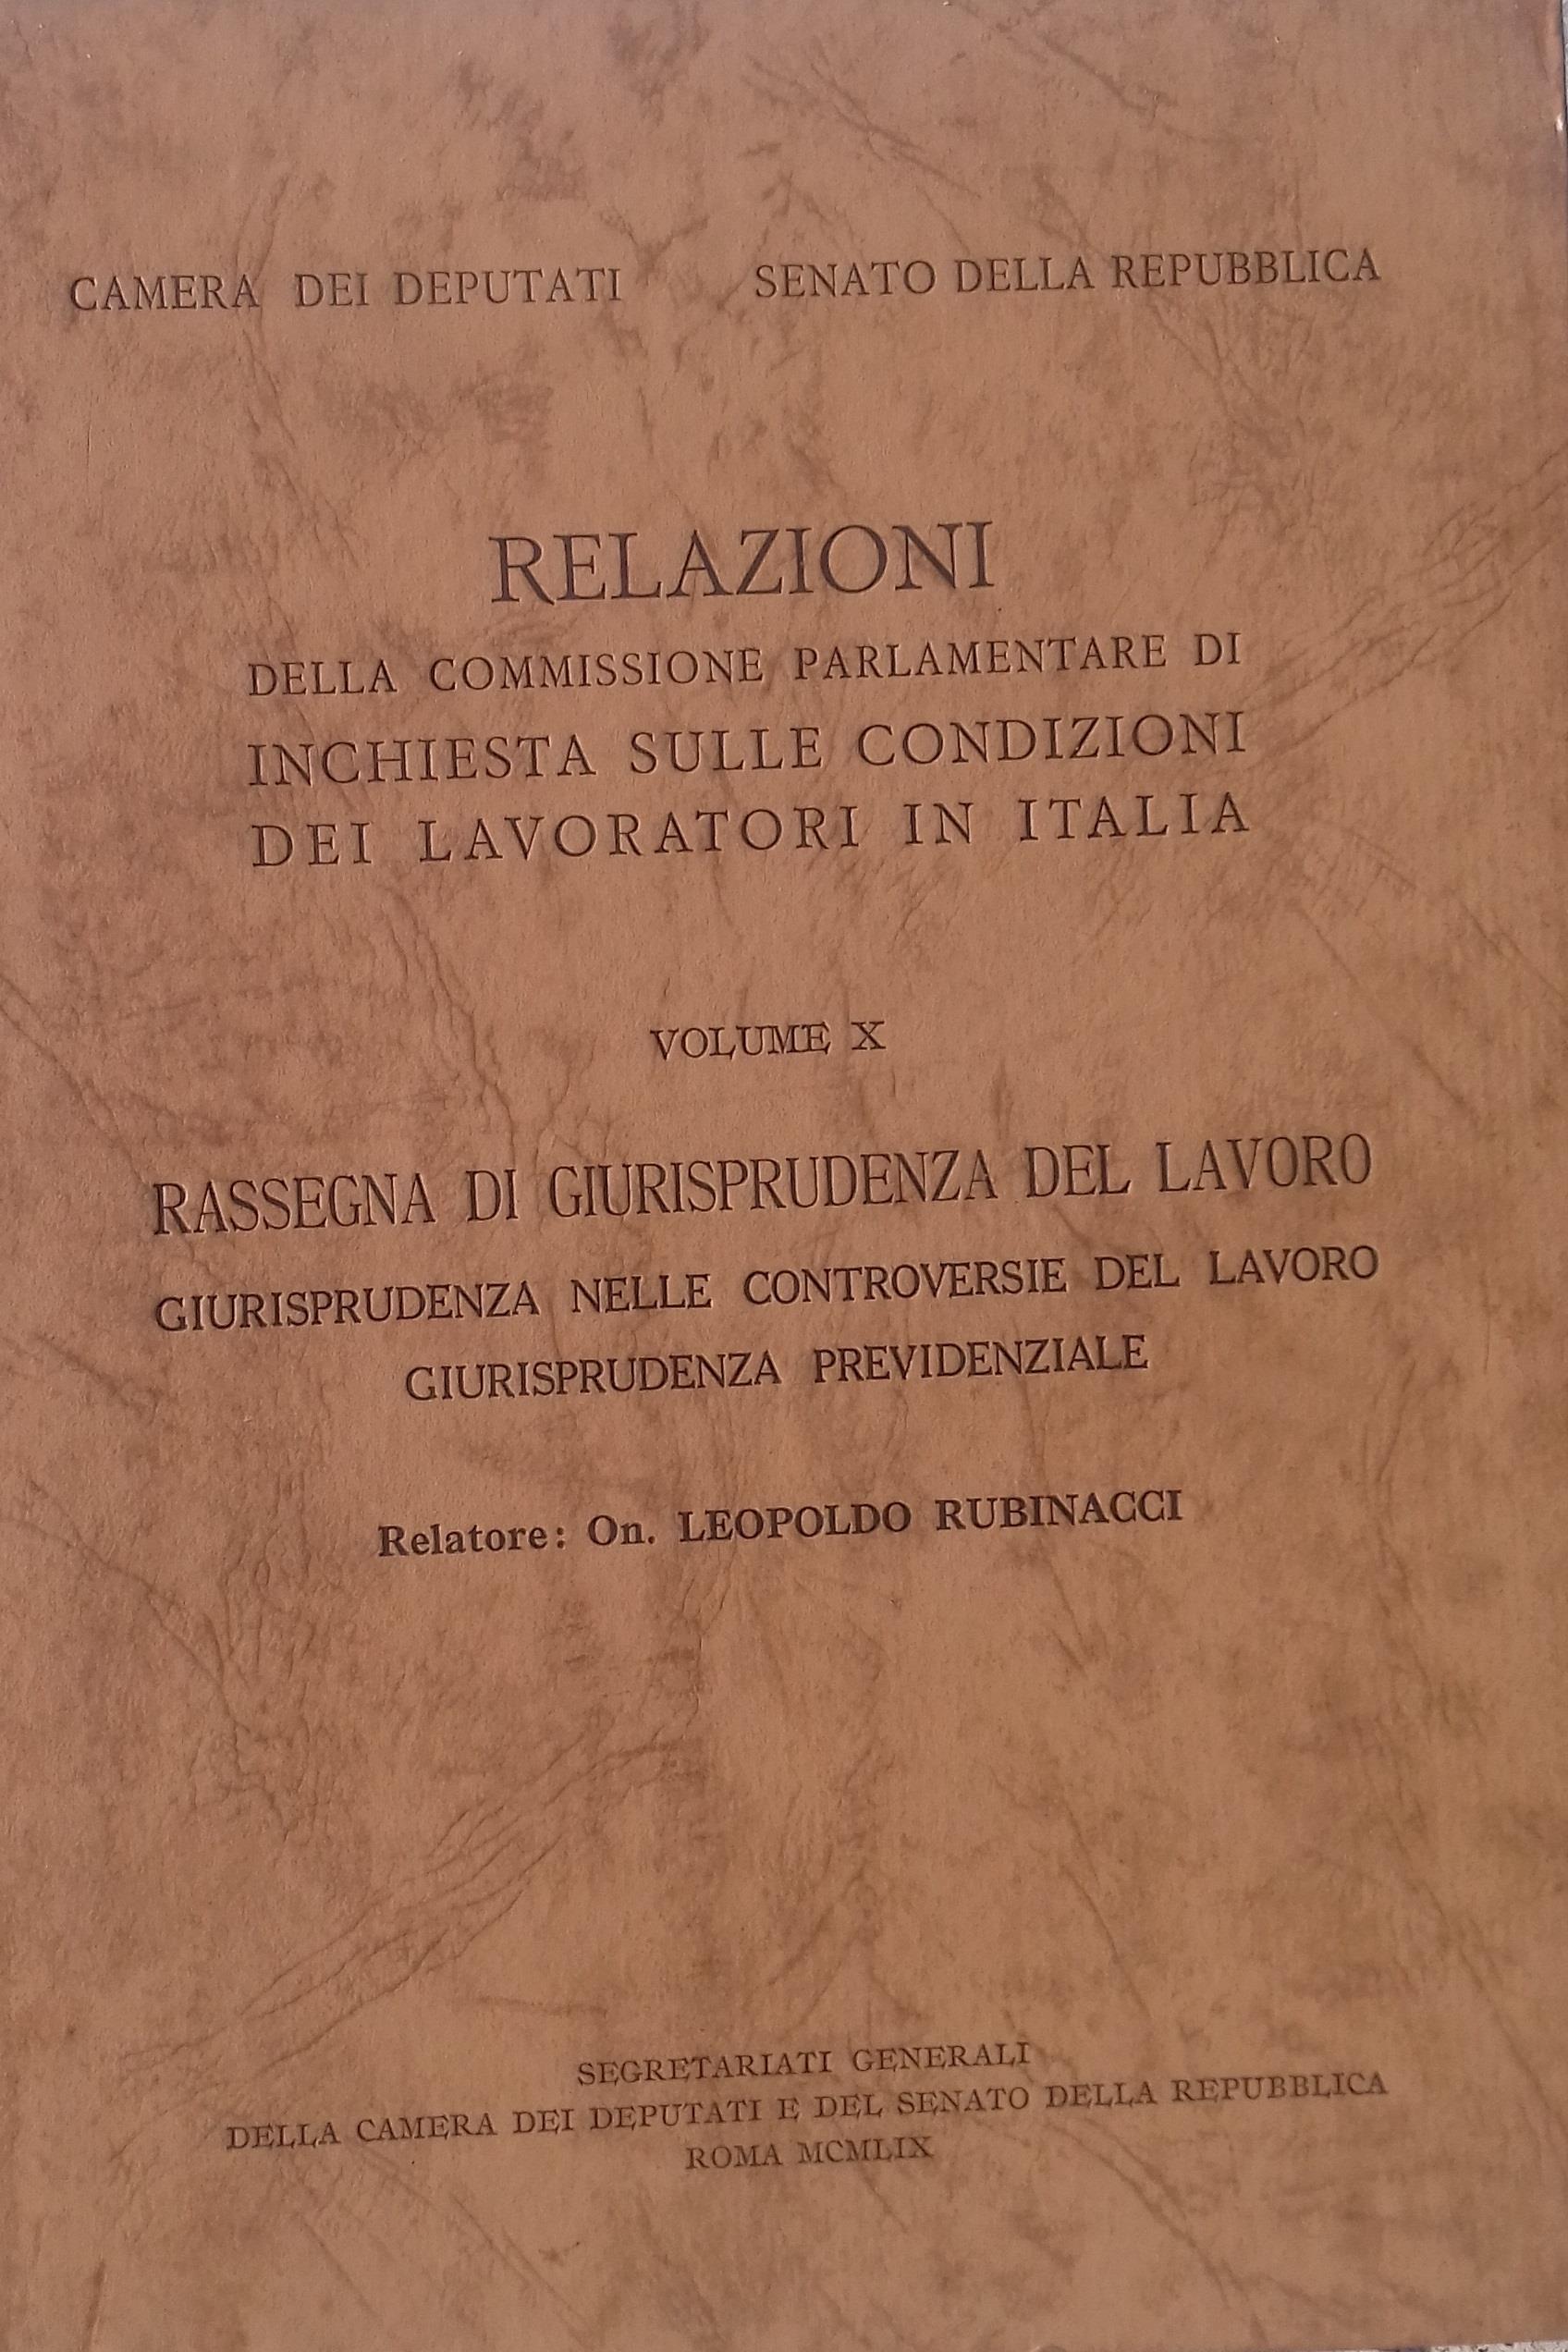 CAMERA DEI DEPUTATI SENATO DELLA REPUBBLICA
RELAZIONI
DELLA COMMISSIONE PARLAMENTARE DI
INCHIESTA SULLE CONDIZIONI
DEI LAVORATORI IN ITALIA
VOLUME X
RASSEGNA DI GIURISPRUDENZA DEL LAVORO
GIURISPRUDENZA NELLE CONTROVERSIE DEL LAVORO
GIURISPRUDENZA PREVIDENZIALE
Relatore: On. LEOPOLDO RUBINACCI
SEGRETARIATI GENERALI
DELLA CAMERA DEI DEPUTATI E DEL SENATO DELLA REPUBBLICA
ROMA MCMLIX